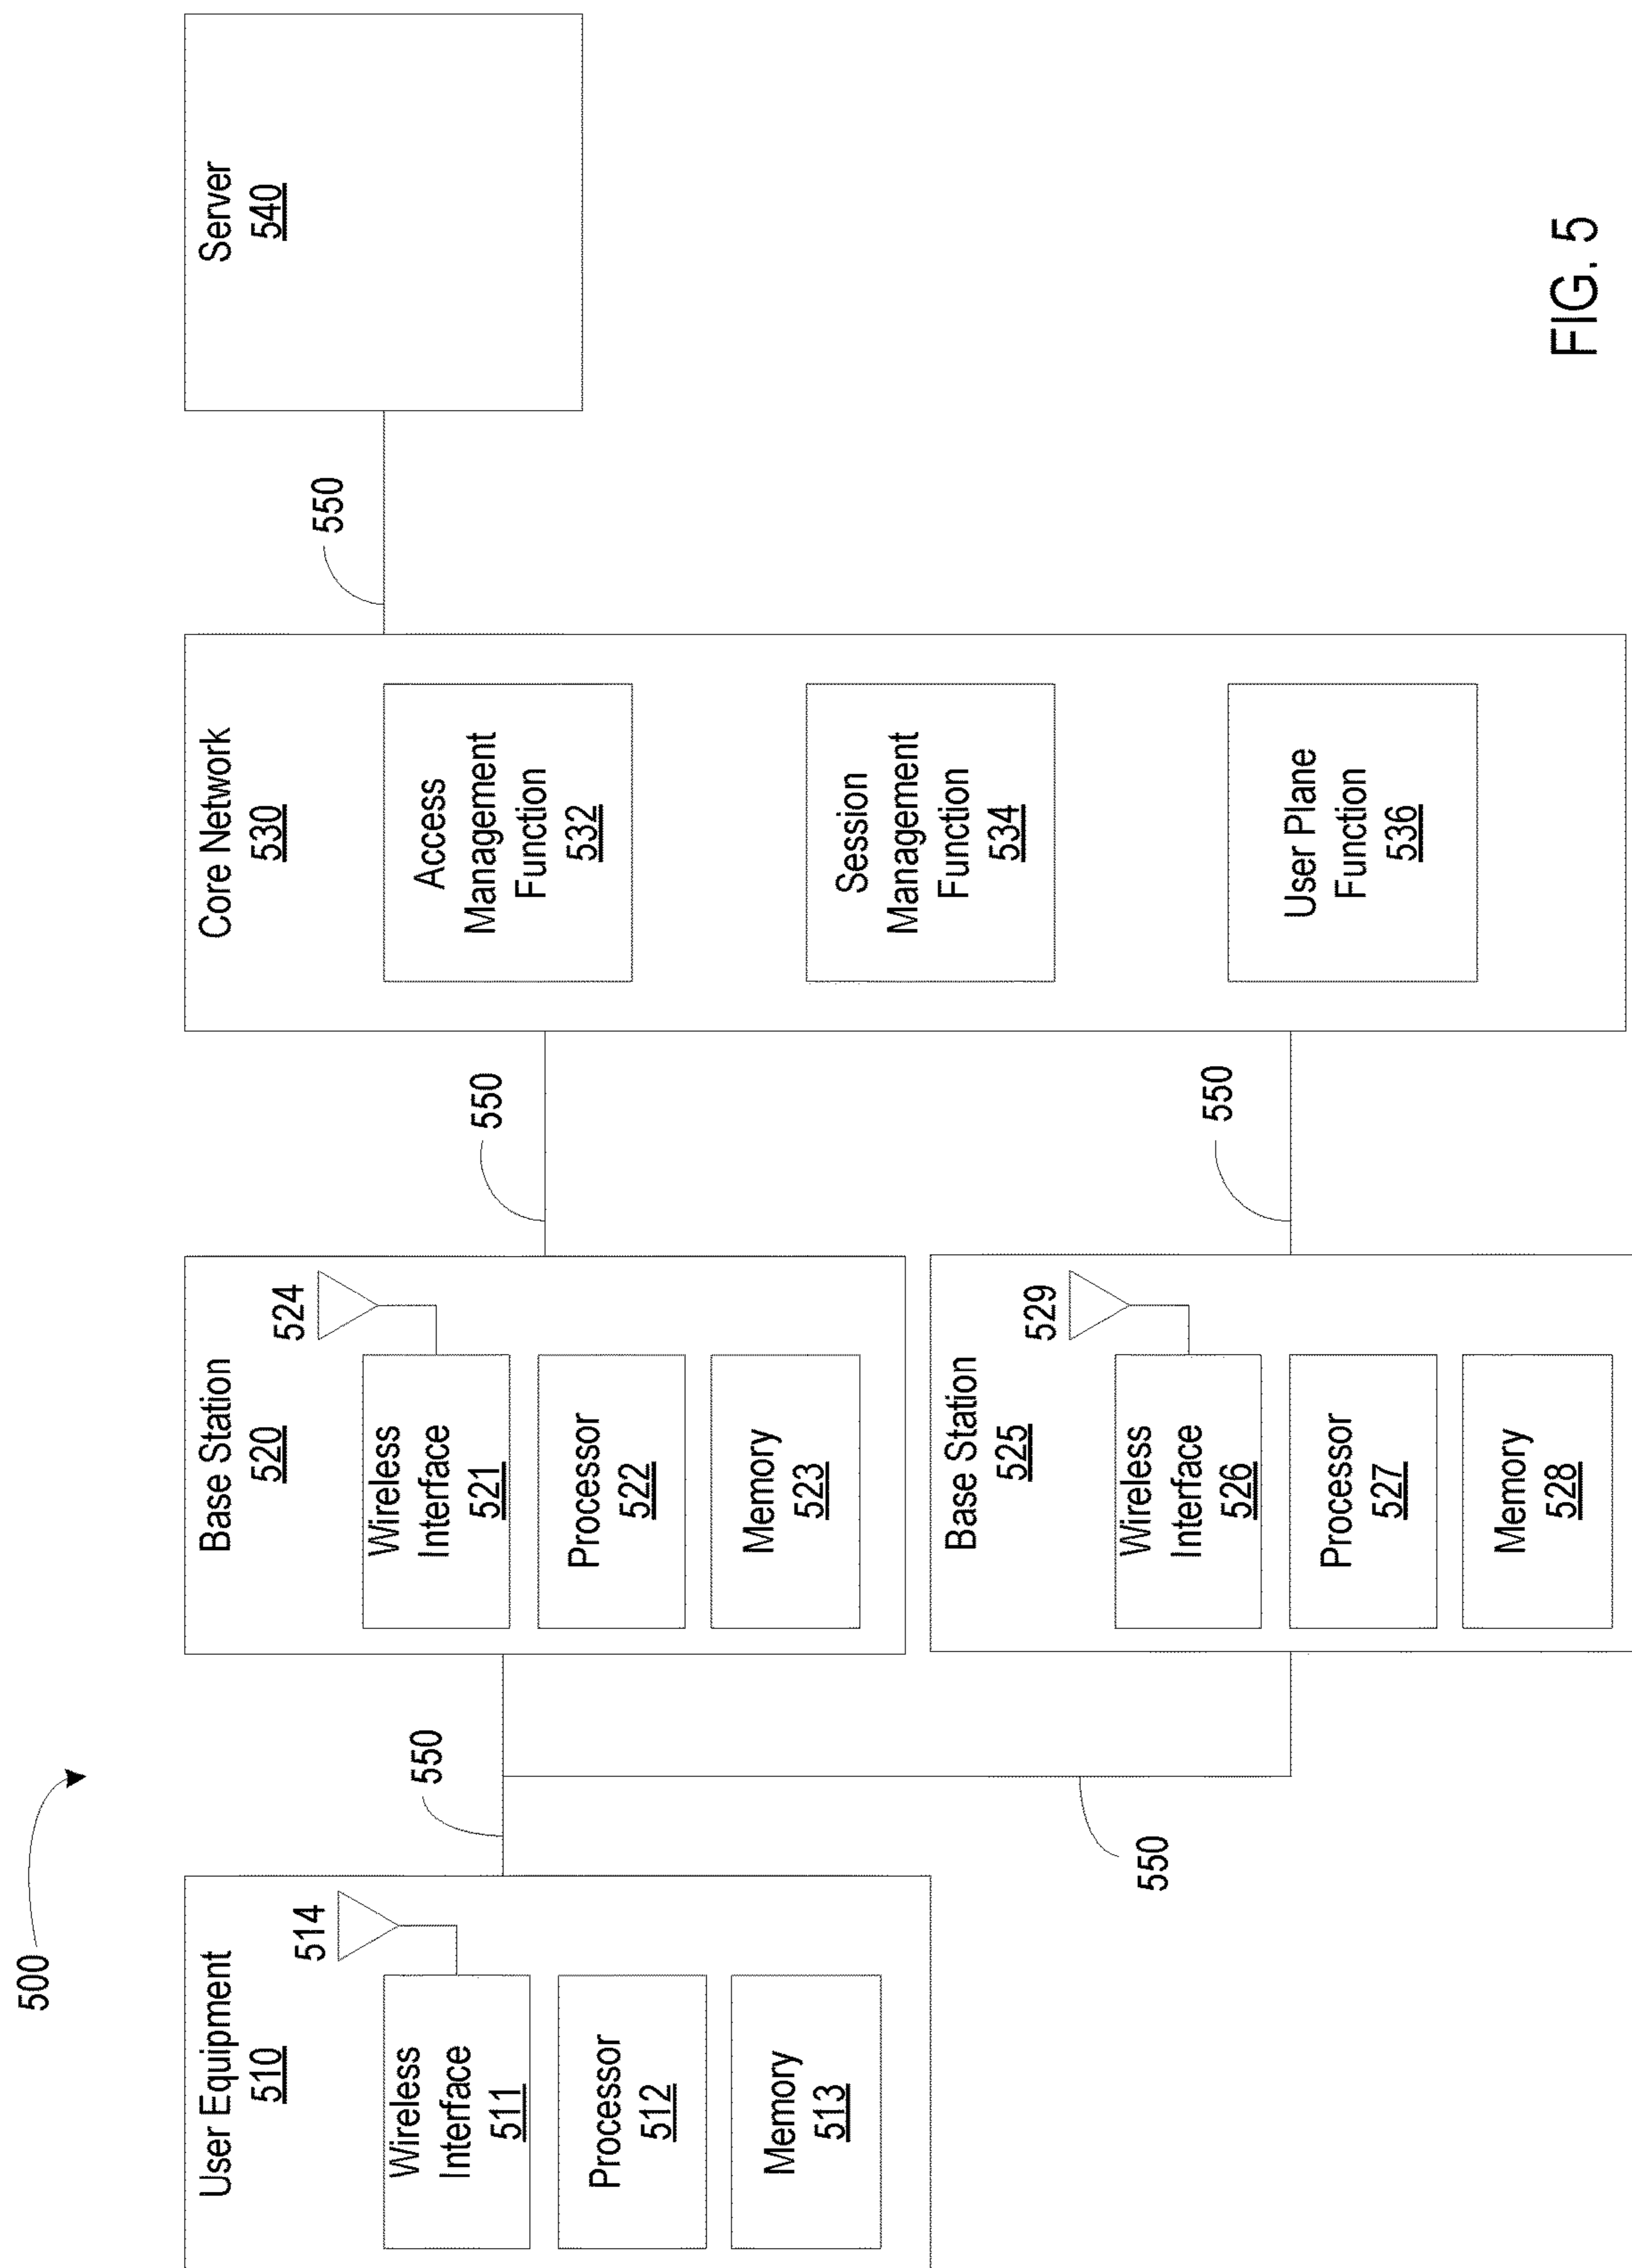 500
User Equipment
510
514
Wireless
Interface
511
Processor
512
Memory
513
550
550
Base Station
520
524
Wireless
Interface
521
Processor
522
Memory
523
Base Station
525
529
Wireless
Interface
526
Processor
527
Memory
528
550
550
Core Network
530
Access
Management
Function
532
Session
Management
Function
534
User Plane
Function
536
550
Server
540
FIG. 5